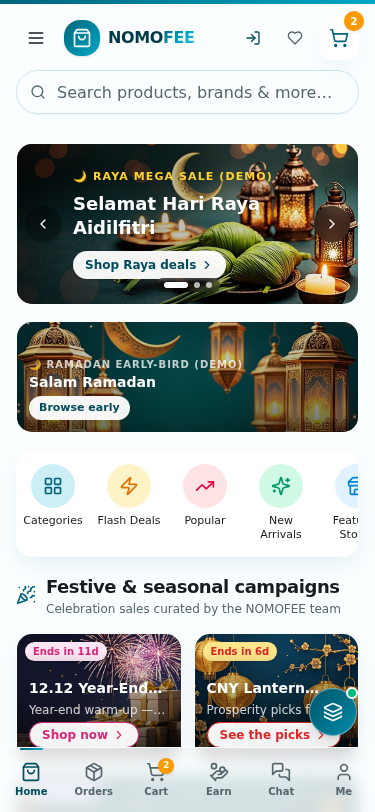 NOMOFEE
2
Search products, brands & more…
🌙 RAYA MEGA SALE (DEMO)
Selamat Hari Raya
Aidilfitri
Shop Raya deals
🌙 RAMADAN EARLY-BIRD (DEMO)
Salam Ramadan
Browse early
Categories
Flash Deals
Popular
New
Arrivals
Festive & seasonal campaigns
Celebration sales curated by the NOMOFEE team
Ends in 11d
12.12 Year-End…
Year-end warm-up —…
Shop now
Ends in 6d
CNY Lantern…
Prosperity picks
See the picks
Home
Orders
2
Cart
Earn
Chat
Me